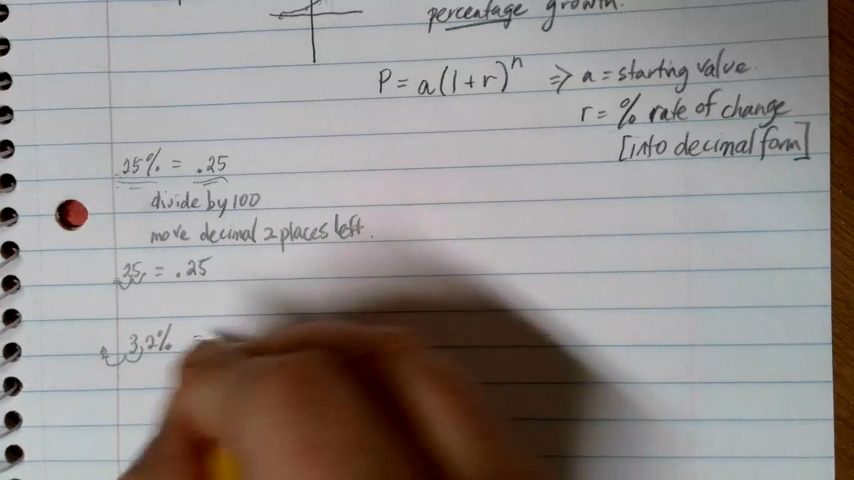 percentage growth.
P = a(1+r)^n ⇒ a = starting value.
r = % rate of change
[into decimal form]
25% = .25
divide by 100
move decimal 2 places left.
25. = .25
3.2% =